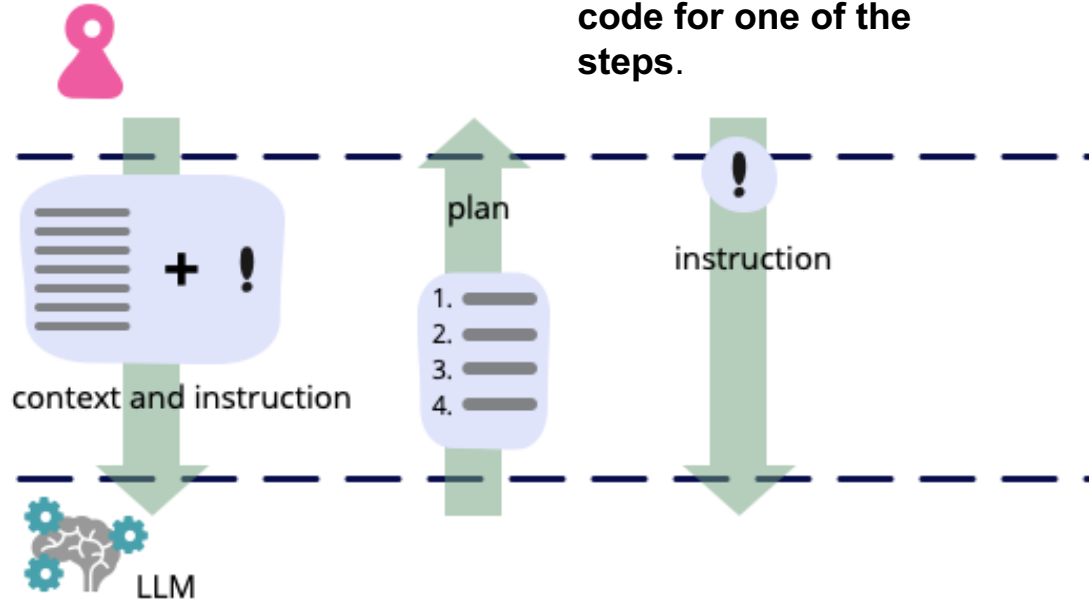 code for one of the
steps.
+ !
context and instruction
plan
1.
2.
3.
4.
!
instruction
LLM